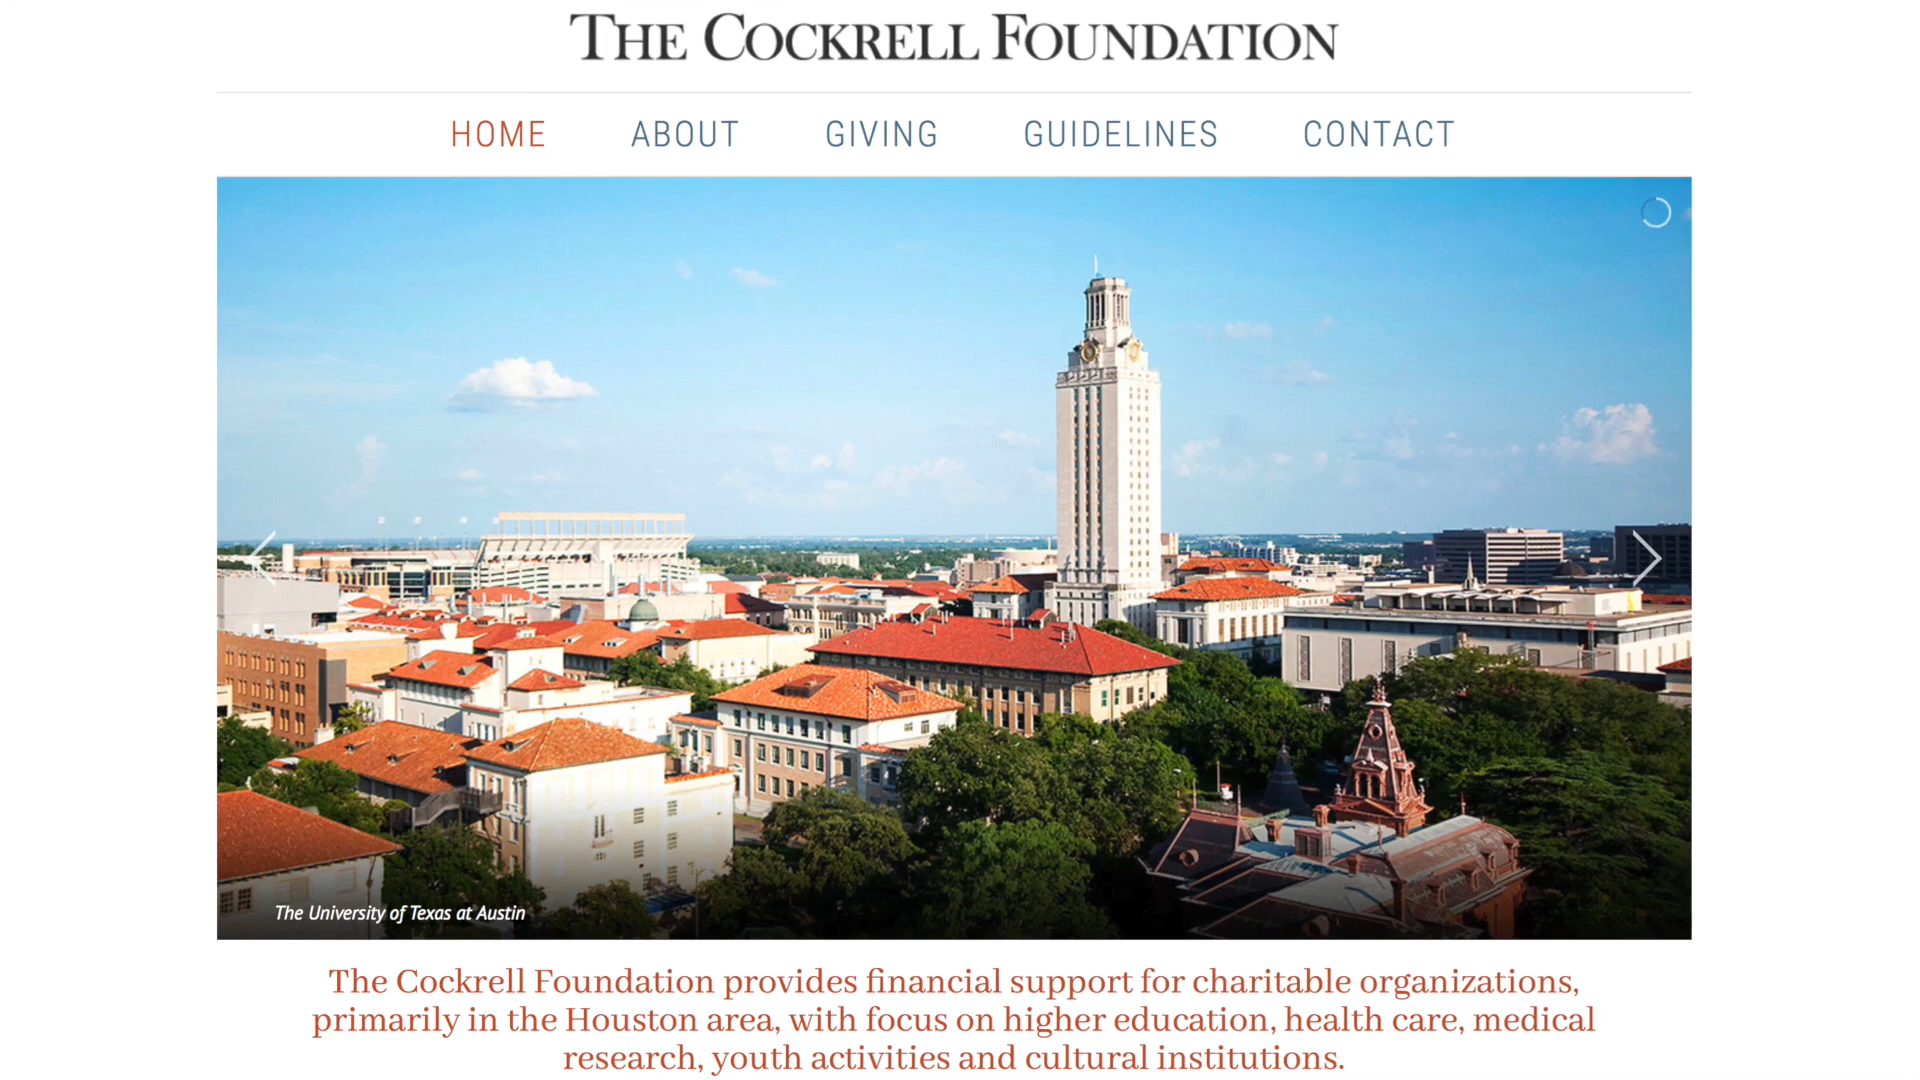 THE COCKRELL FOUNDATION
HOME ABOUT GIVING GUIDELINES CONTACT
The University of Texas at Austin
The Cockrell Foundation provides financial support for charitable organizations,
primarily in the Houston area, with focus on higher education, health care, medical
research, youth activities and cultural institutions.